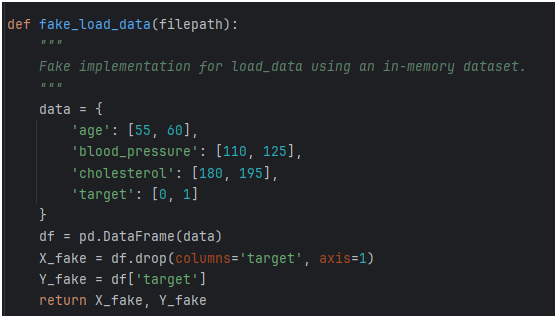 def fake_load_data(filepath):
    """
    Fake implementation for load_data using an in-memory dataset.
    """
    data = {
        'age': [55, 60],
        'blood_pressure': [110, 125],
        'cholesterol': [180, 195],
        'target': [0, 1]
    }
    df = pd.DataFrame(data)
    X_fake = df.drop(columns='target', axis=1)
    Y_fake = df['target']
    return X_fake, Y_fake